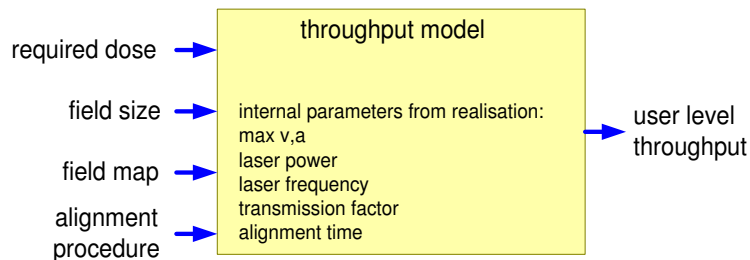 throughput model
required dose
field size
field map
alignment
procedure
internal parameters from realisation:
max v,a
laser power
laser frequency
transmission factor
alignment time
user level
throughput